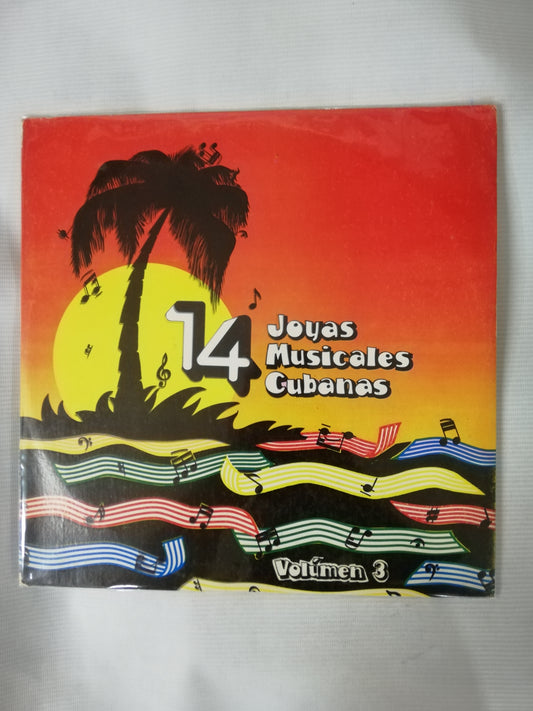 14
Joyas
Musicales
Cubanas
Volúmen 3